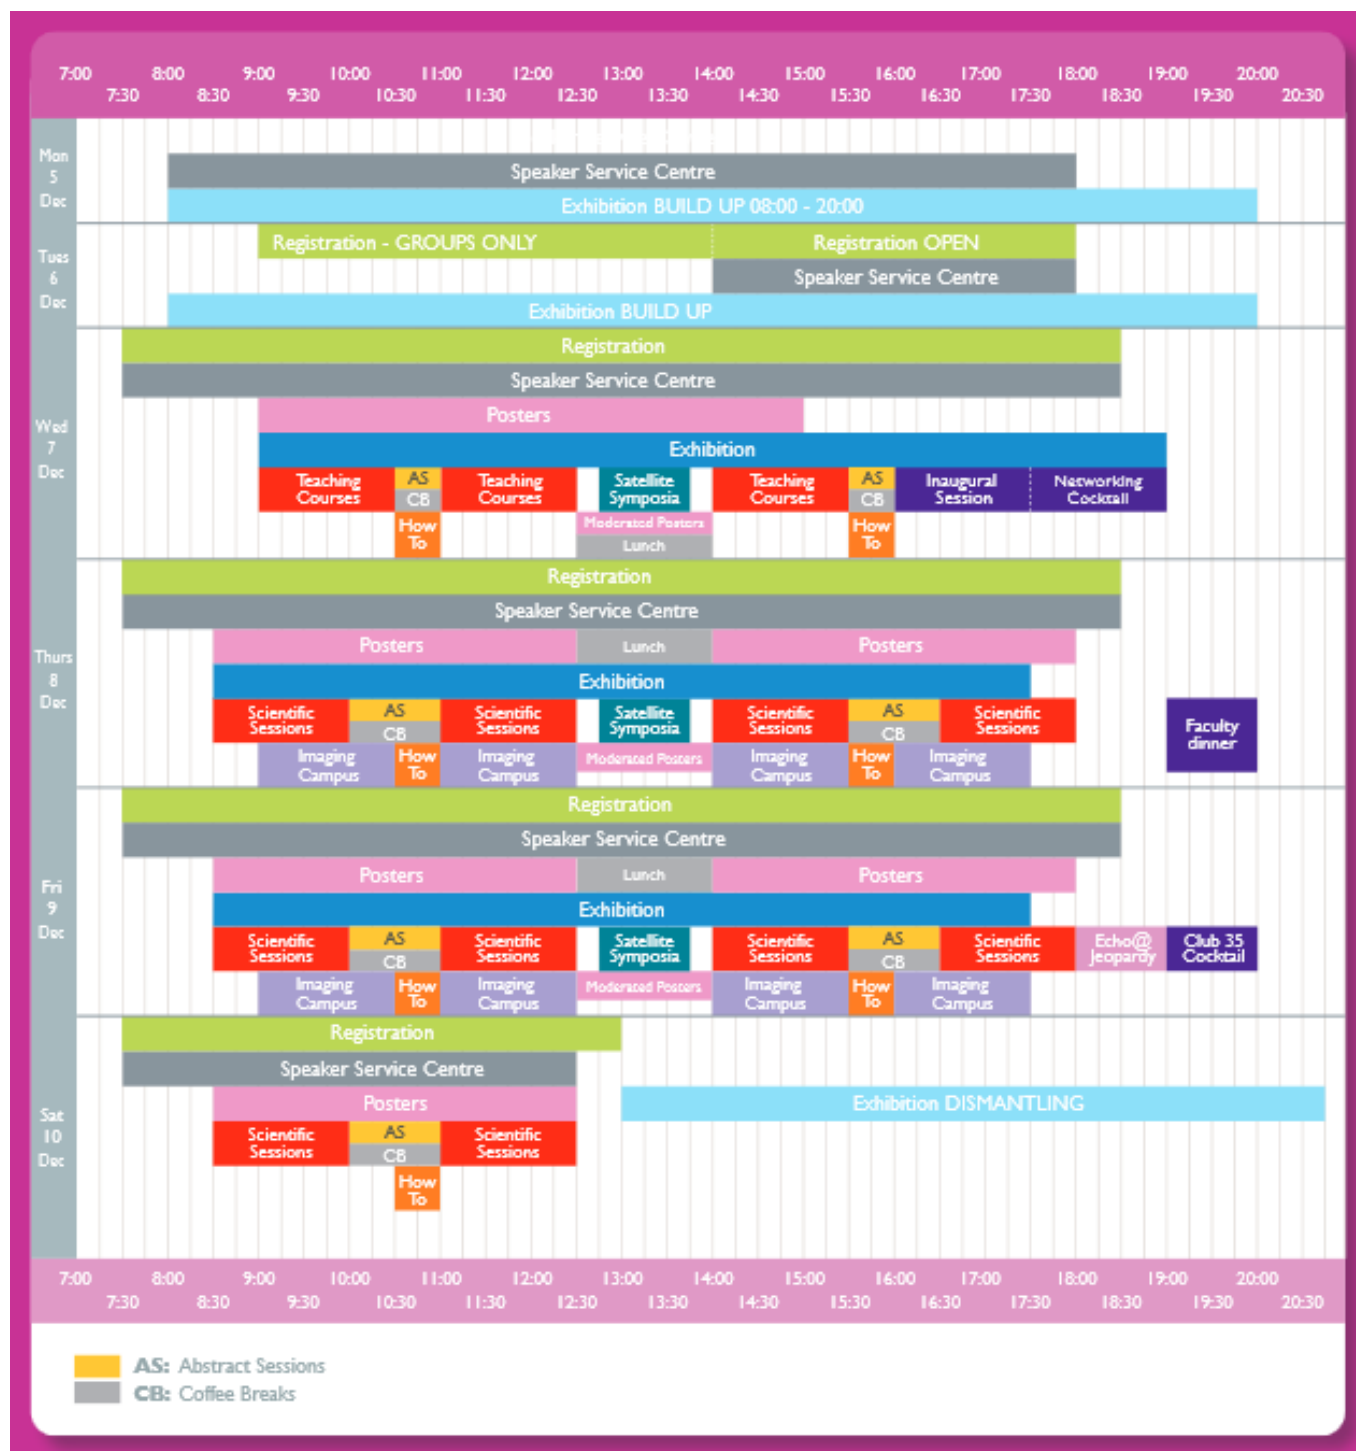 7:00 8:00 9:00 10:00 11:00 12:00 13:00 14:00 15:00 16:00 17:00 18:00 19:00 20:00
7:30 8:30 9:30 10:30 11:30 12:30 13:30 14:30 15:30 16:30 17:30 18:30 19:30 20:30
Mon
5
Dec
Speaker Service Centre
Exhibition BUILD UP 08:00 - 20:00
Tues
6
Dec
Registration - GROUPS ONLY
Registration OPEN
Speaker Service Centre
Exhibition BUILD UP
Wed
7
Dec
Registration
Speaker Service Centre
Posters
Exhibition
Teaching
Courses
AS
CB
Teaching
Courses
Satellite
Symposia
Teaching
Courses
AS
CB
Inaugural
Session
Networking
Cocktail
How
To
Moderated Posters
Lunch
How
To
Thurs
8
Dec
Registration
Speaker Service Centre
Posters
Lunch
Posters
Exhibition
Scientific
Sessions
AS
CB
Scientific
Sessions
Satellite
Symposia
Scientific
Sessions
AS
CB
Scientific
Sessions
Faculty
dinner
Imaging
Campus
How
To
Imaging
Campus
Moderated Posters
Imaging
Campus
How
To
Imaging
Campus
Fri
9
Dec
Registration
Speaker Service Centre
Posters
Lunch
Posters
Exhibition
Scientific
Sessions
AS
CB
Scientific
Sessions
Satellite
Symposia
Scientific
Sessions
AS
CB
Scientific
Sessions
Echo@
Jeopardy
Club 35
Cocktail
Imaging
Campus
How
To
Imaging
Campus
Moderated Posters
Imaging
Campus
How
To
Imaging
Campus
Sat
10
Dec
Registration
Speaker Service Centre
Posters
Exhibition DISMANTLING
Scientific
Sessions
AS
CB
Scientific
Sessions
How
To
7:00 8:00 9:00 10:00 11:00 12:00 13:00 14:00 15:00 16:00 17:00 18:00 19:00 20:00
7:30 8:30 9:30 10:30 11:30 12:30 13:30 14:30 15:30 16:30 17:30 18:30 19:30 20:30
AS: Abstract Sessions
CB: Coffee Breaks